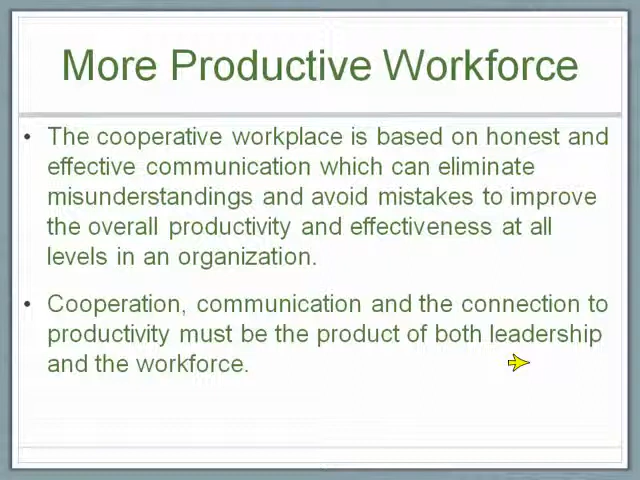 More Productive Workforce
• The cooperative workplace is based on honest and
effective communication which can eliminate
misunderstandings and avoid mistakes to improve
the overall productivity and effectiveness at all
levels in an organization.
• Cooperation, communication and the connection to
productivity must be the product of both leadership
and the workforce.